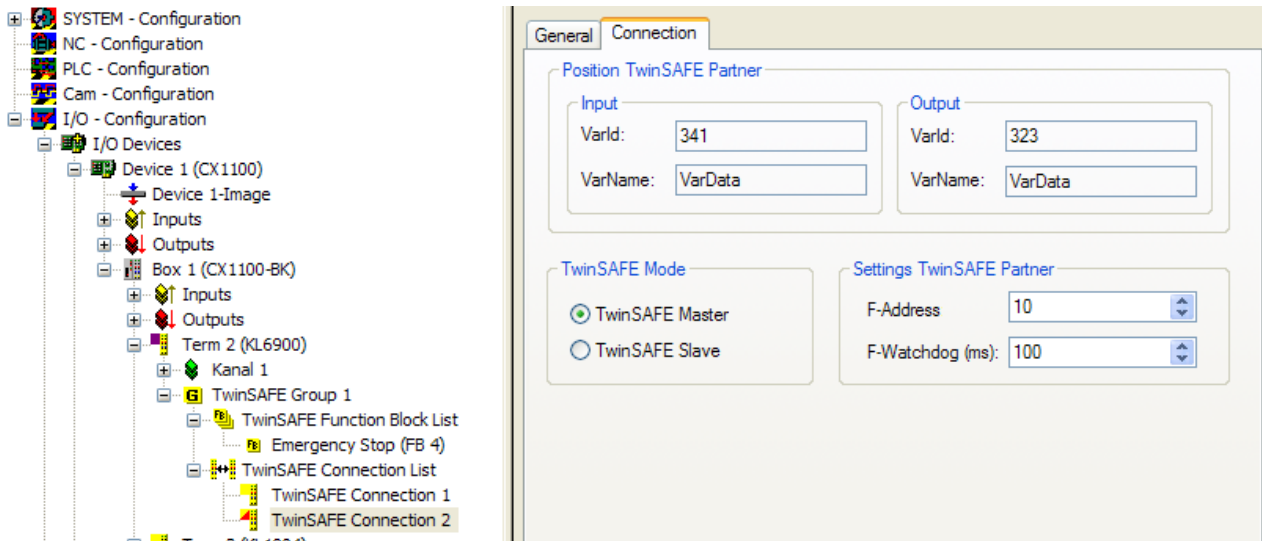 SYSTEM - Configuration
NC - Configuration
PLC - Configuration
Cam - Configuration
I/O - Configuration
I/O Devices
Device 1 (CX1100)
Device 1-Image
Inputs
Outputs
Box 1 (CX1100-BK)
Inputs
Outputs
Term 2 (KL6900)
Kanal 1
G TwinSAFE Group 1
FB TwinSAFE Function Block List
FB Emergency Stop (FB 4)
TwinSAFE Connection List
TwinSAFE Connection 1
TwinSAFE Connection 2
General Connection
Position TwinSAFE Partner
Input
VarId: 341
VarName: VarData
Output
VarId: 323
VarName: VarData
TwinSAFE Mode
TwinSAFE Master
TwinSAFE Slave
Settings TwinSAFE Partner
F-Address 10
F-Watchdog (ms): 100